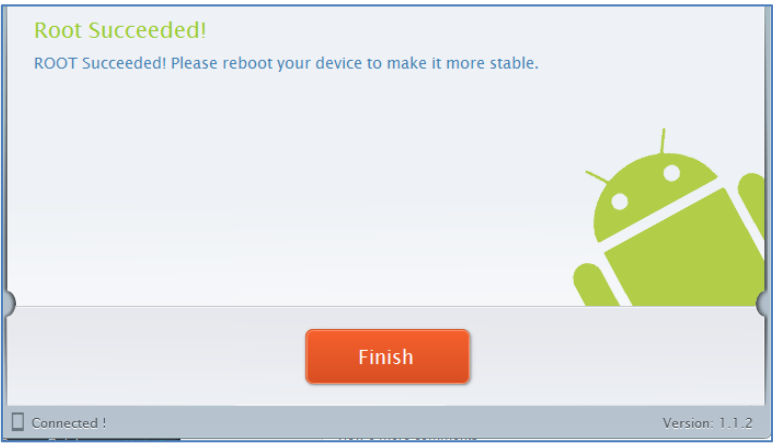 Root Succeeded!
ROOT Succeeded! Please reboot your device to make it more stable.
Finish
Connected !
Version: 1.1.2